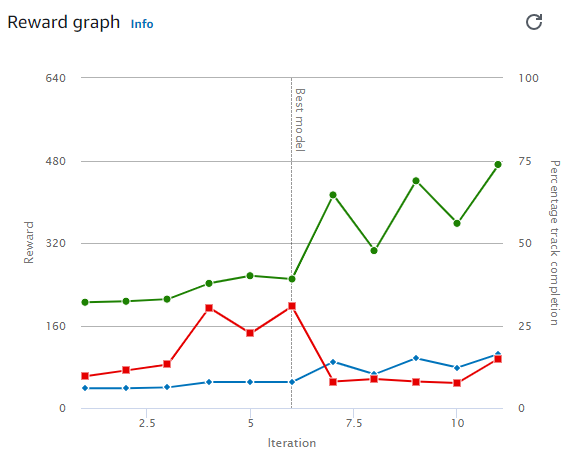 Reward graph Info
640
480
320
160
0
Reward
100
75
50
25
0
Percentage track completion
Best model
2.5
5
7.5
10
Iteration